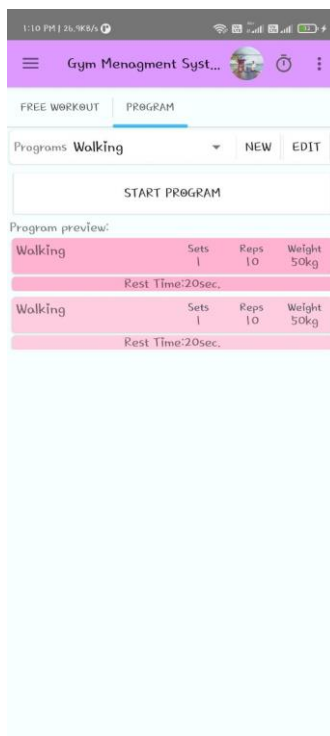 1:10 PM | 26.9KB/s
Gym Menagment Syst...
FREE WORKOUT PROGRAM
Programs Walking NEW EDIT
START PROGRAM
Program preview:
Walking Sets Reps Weight
1 10 50kg
Rest Time:20sec.
Walking Sets Reps Weight
1 10 50kg
Rest Time:20sec.